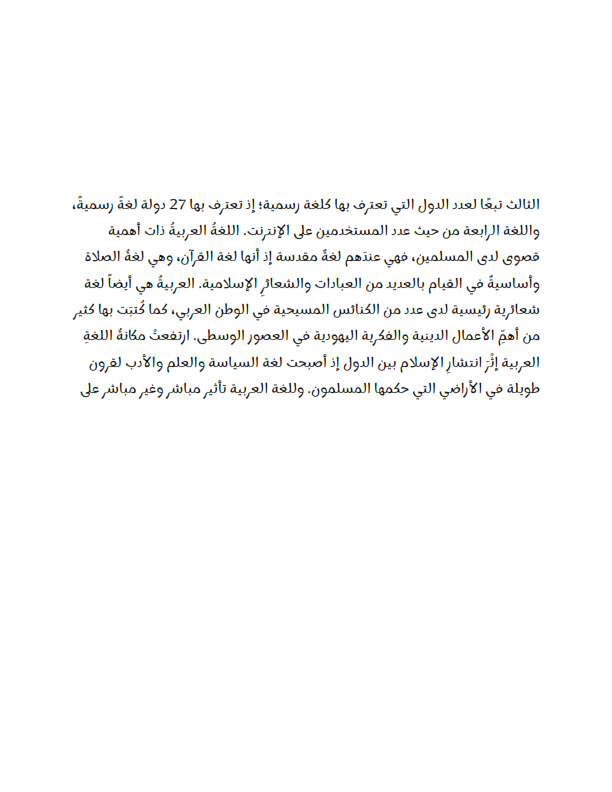 الثالث تبعًا لعدد الدول التي تعترف بها كلغة رسمية؛ إذ تعترف بها 27 دولة لغةً رسميةً،
واللغة الرابعة من حيث عدد المستخدمين على الإنترنت. اللغةُ العربيةُ ذات أهمية
قصوى لدى المسلمين، فهي عندَهم لغةٌ مقدسة إذ أنها لغة القرآن، وهي لغةُ الصلاة
وأساسيةٌ في القيام بالعديد من العبادات والشعائرِ الإسلامية. العربيةُ هي أيضاً لغة
شعائرية رئيسية لدى عدد من الكنائس المسيحية في الوطن العربي، كما كُتبَت بها كثير
من أهمِّ الأعمال الدينية والفكرية اليهودية في العصور الوسطى. ارتفعتْ مكانةُ اللغةِ
العربية إثْرَ انتشارِ الإسلام بين الدول إذ أصبحت لغة السياسة والعلم والأدب لقرون
طويلة في الأراضي التي حكمها المسلمون. وللغة العربية تأثير مباشر وغير مباشر على